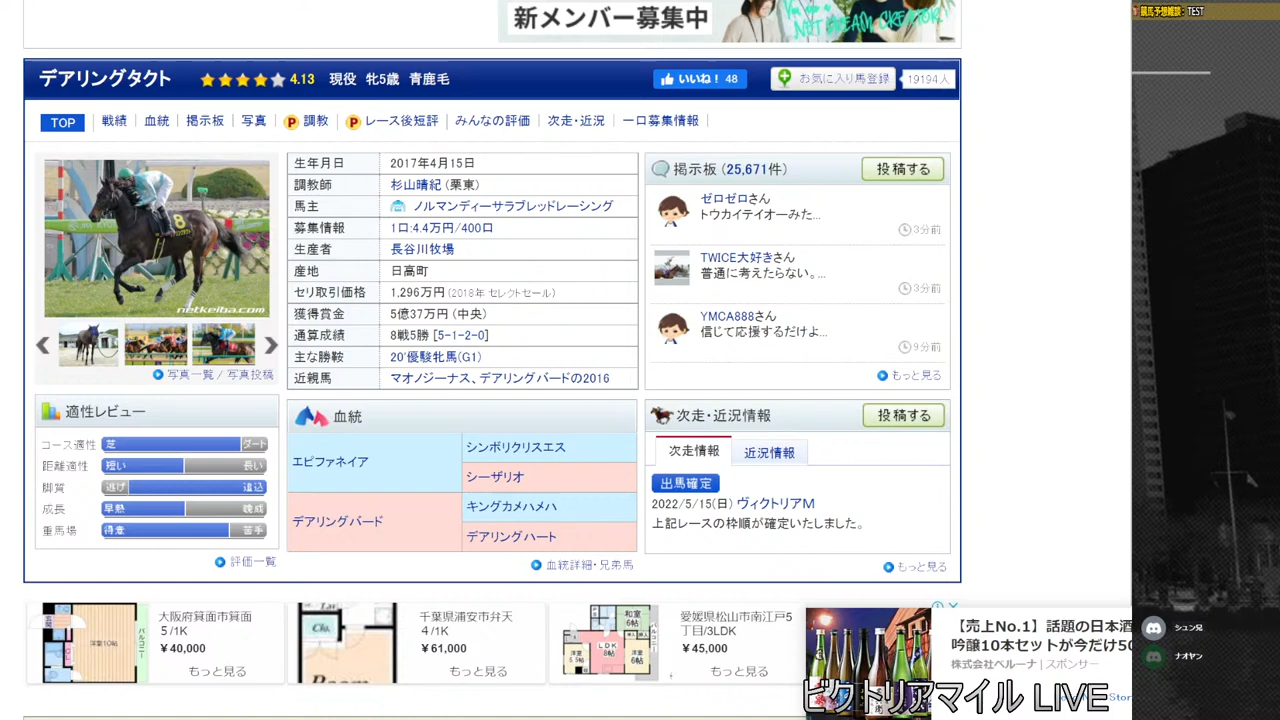 新メンバー募集中
NOT DREAM CREATOR!
競馬予想雑談: TEST
デアリングタクト 4.13 現役 牝5歳 青鹿毛
いいね! 48
お気に入り馬登録 19194人
TOP 戦績 血統 掲示板 写真 P 調教 P レース後短評 みんなの評価 次走・近況 一口募集情報
8
netkeiba.com
写真一覧 / 写真投稿
生年月日 2017年4月15日
調教師 杉山晴紀 (栗東)
馬主 ノルマンディーサラブレッドレーシング
募集情報 1口:4.4万円/400口
生産者 長谷川牧場
産地 日高町
セリ取引価格 1,296万円 (2018年 セレクトセール)
獲得賞金 5億37万円 (中央)
通算成績 8戦5勝 [5-1-2-0]
主な勝鞍 20'優駿牝馬(G1)
近親馬 マオノジーナス、デアリングバードの2016
掲示板 (25,671件) 投稿する
ゼロゼロさん
トウカイテイオーみた...
3分前
TWICE大好きさん
普通に考えたらない。...
3分前
YMCA888さん
信じて応援するだけよ...
9分前
もっと見る
適性レビュー
コース適性 芝 ダート
距離適性 短い 長い
脚質 逃げ 追込
成長 早熟 晩成
重馬場 得意 苦手
評価一覧
血統
エピファネイア
シンボリクリスエス
シーザリオ
デアリングバード
キングカメハメハ
デアリングハート
血統詳細・兄弟馬
次走・近況情報 投稿する
次走情報 近況情報
出馬確定
2022/5/15(日) ヴィクトリアM
上記レースの枠順が確定いたしました。
もっと見る
洋室10帖
大阪府箕面市箕面
5/1K
¥40,000
もっと見る
千葉県浦安市弁天
4/1K
¥61,000
もっと見る
和室
6
LDK
8帖
洋室
6帖
愛媛県松山市南江戸5
丁目/3LDK
¥45,000
もっと見る
【売上No.1】話題の日本酒
吟醸10本セットが今だけ50
株式会社ベルーナ | スポンサー
シュン兄
ナオヤン
ビクトリアマイル LIVE